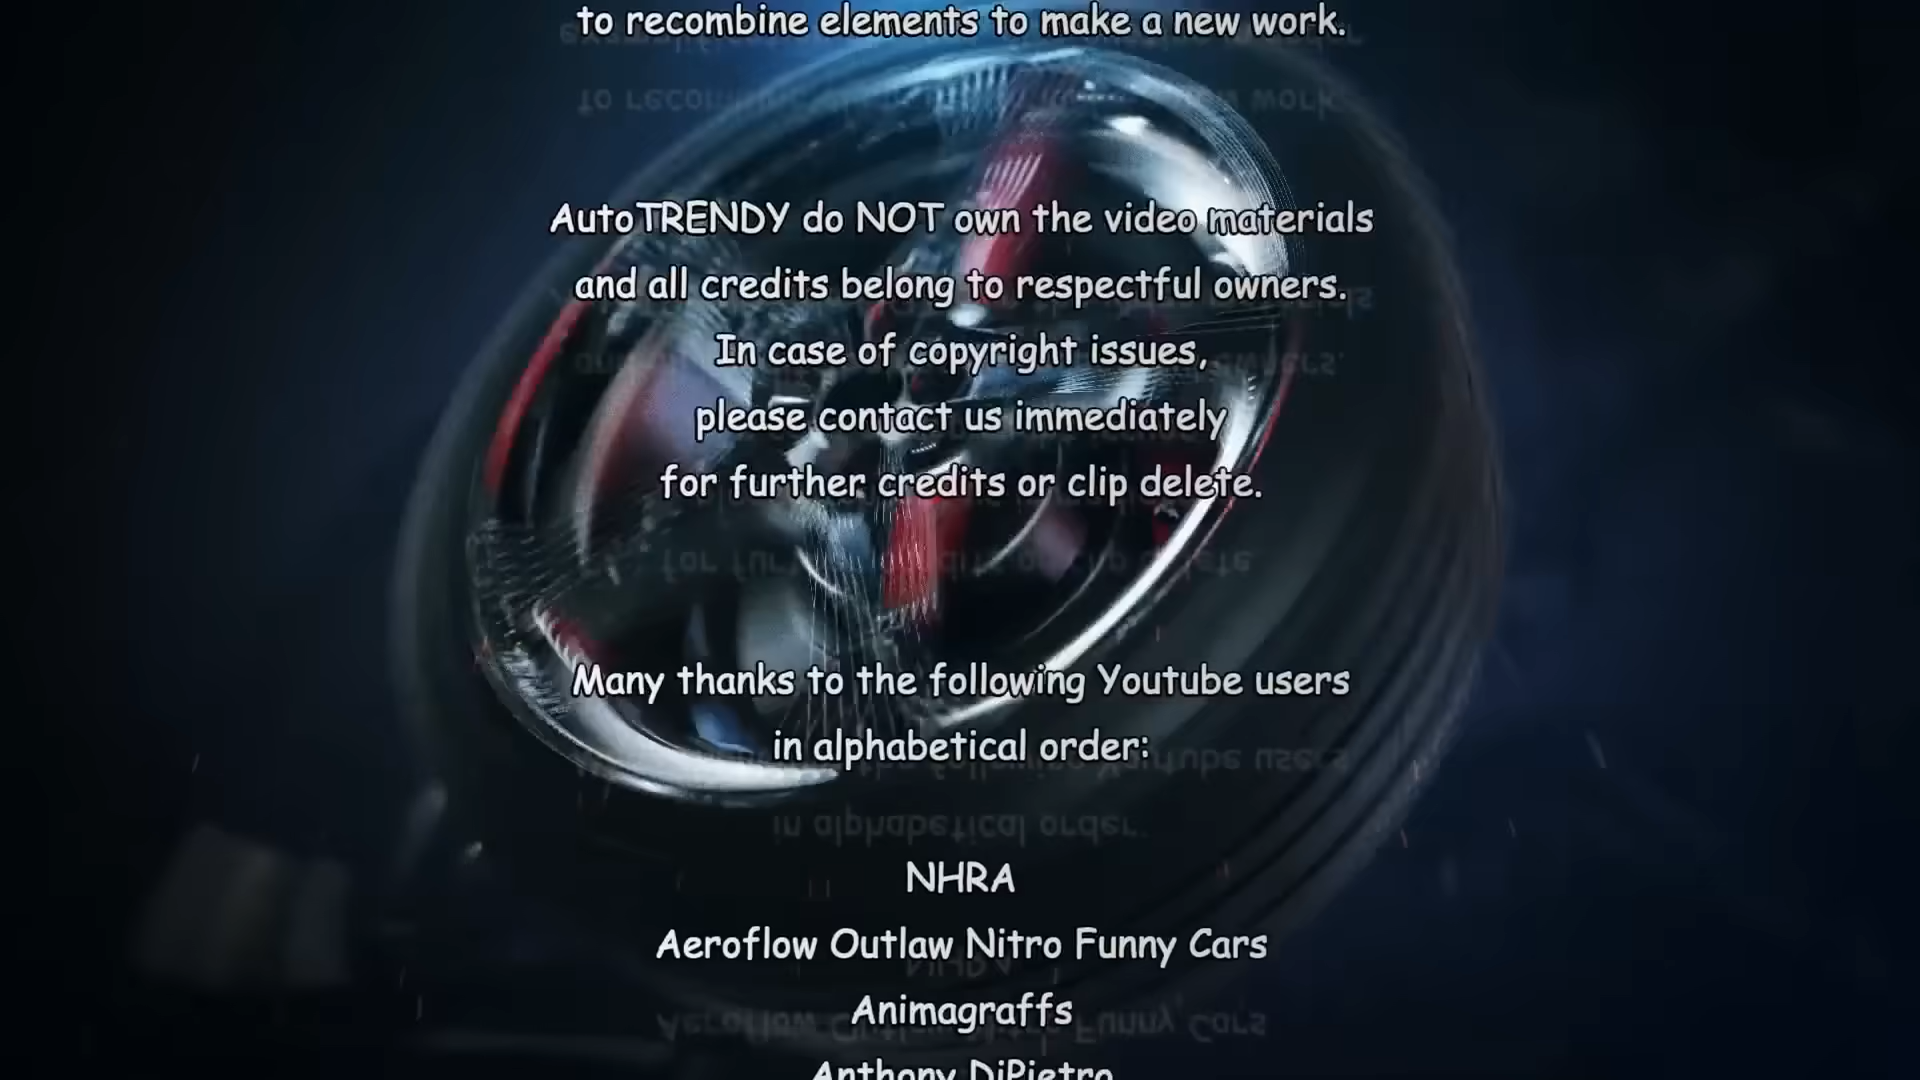 to recombine elements to make a new work.
AutoTRENDY do NOT own the video materials
and all credits belong to respectful owners.
In case of copyright issues,
please contact us immediately
for further credits or clip delete.
Many thanks to the following Youtube users
in alphabetical order:
NHRA
Aeroflow Outlaw Nitro Funny Cars
Animagraffs
Anthony DiPietro